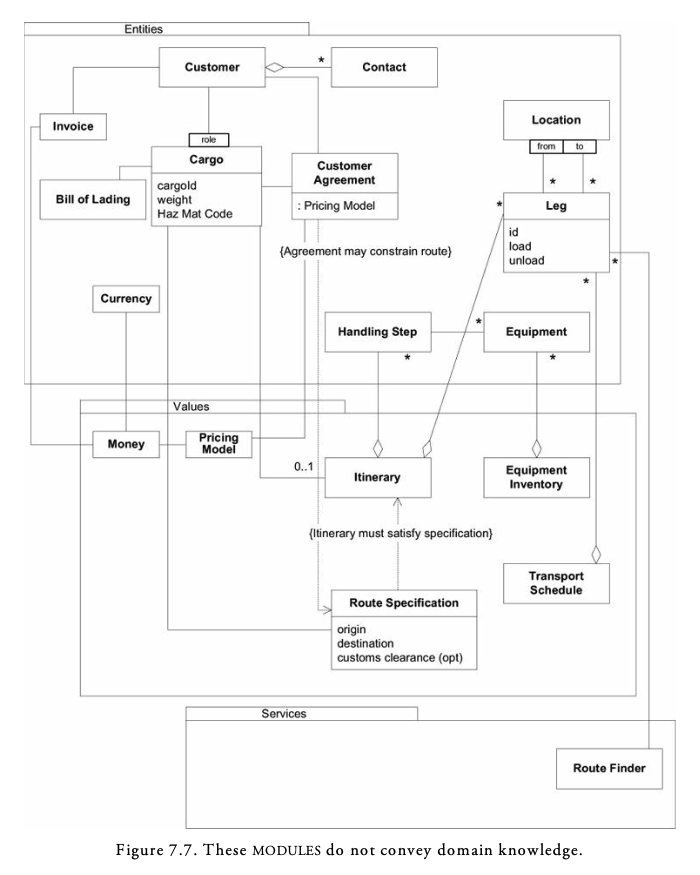 Entities
Customer
*
Contact
Invoice
Location
role
from
to
Cargo
cargoId
weight
Haz Mat Code
Customer
Agreement
: Pricing Model
Bill of Lading
*
*
*
Leg
id
load
unload
*
*
{Agreement may constrain route}
Currency
Handling Step
*
*
Equipment
*
Values
Money
Pricing
Model
0..1
Itinerary
Equipment
Inventory
{Itinerary must satisfy specification}
Transport
Schedule
Route Specification
origin
destination
customs clearance (opt)
Services
Route Finder
Figure 7.7. These MODULES do not convey domain knowledge.